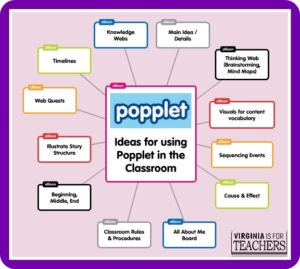 Knowledge
Webs
Main Idea /
Details
Timelines
Thinking Web
(Brainstorming,
Mind Maps)
Web Quests
popplet
Ideas for using
Popplet in the
Classroom
Visuals for content
vocabulary
Illustrate Story
Structure
Sequencing Events
Beginning,
Middle, End
Cause & Effect
Classroom Rules
& Procedures
All About Me
Board
VIRGINIA IS FOR
TEACHERS